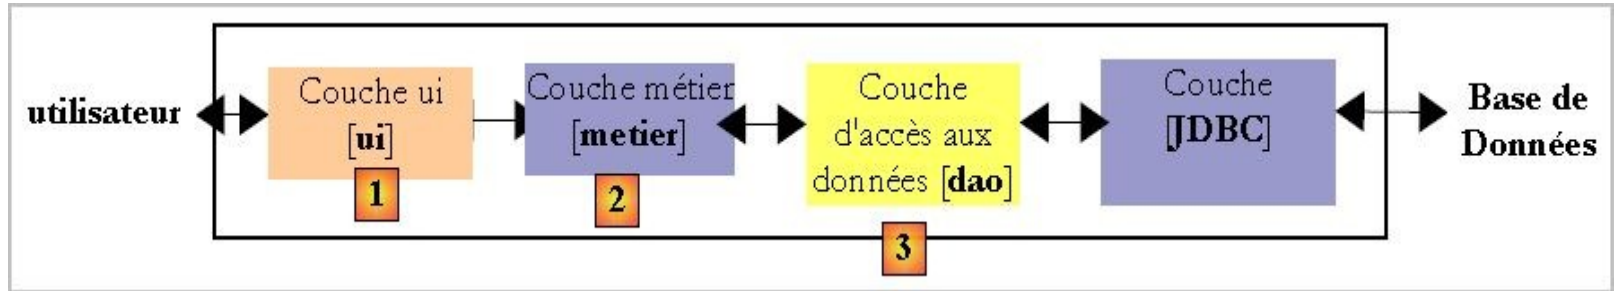 utilisateur
Couche ui
[ui]
1
Couche métier
[metier]
2
Couche
d'accès aux
données [dao]
3
Couche
[JDBC]
Base de
Données